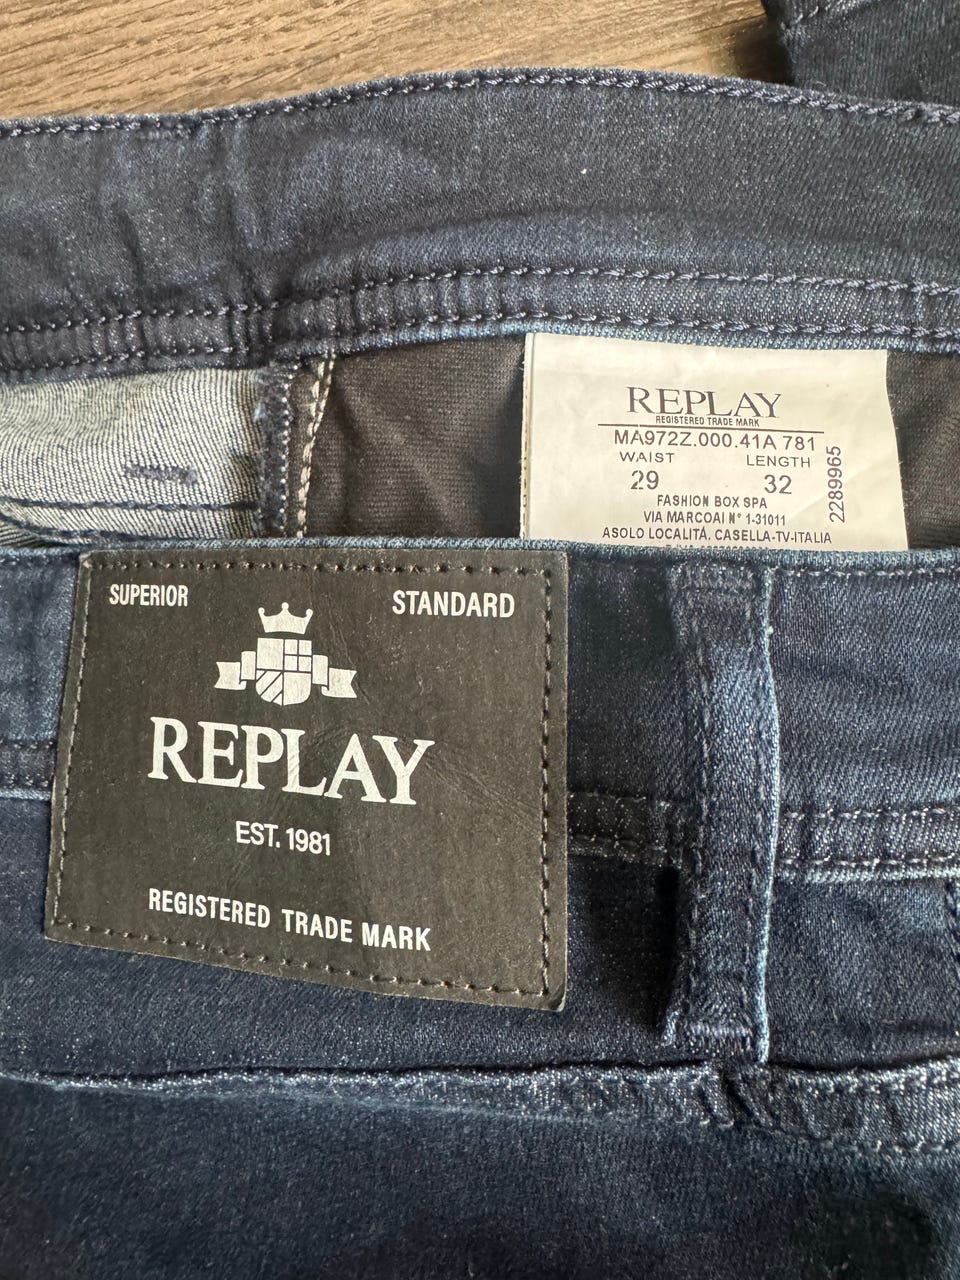 REPLAY
REGISTERED TRADE MARK
MA972Z.000.41A 781
WAIST LENGTH
29 32
FASHION BOX SPA
VIA MARCOAI N° 1-31011
ASOLO LOCALITÁ. CASELLA-TV-ITALIA
2289965
SUPERIOR STANDARD
REPLAY
EST. 1981
REGISTERED TRADE MARK